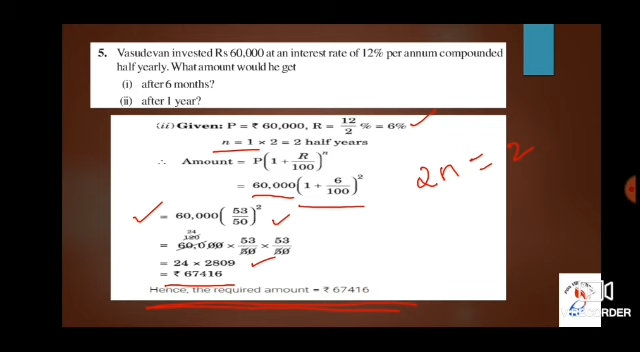 5. Vasudevan invested Rs 60,000 at an interest rate of 12% per annum compounded
half yearly. What amount would he get
(i) after 6 months?
(ii) after 1 year?
(ii) Given: P = ₹ 60,000, R = 12/2 % = 6%
n = 1 × 2 = 2 half years
∴ Amount = P(1 + R/100)^n
= 60,000(1 + 6/100)^2
2n = 2
= 60,000(53/50)^2
24
120
= 60,000 × 53/50 × 53/50
= 24 × 2809
= ₹ 67416
Hence, the required amount = ₹ 67416
RDER